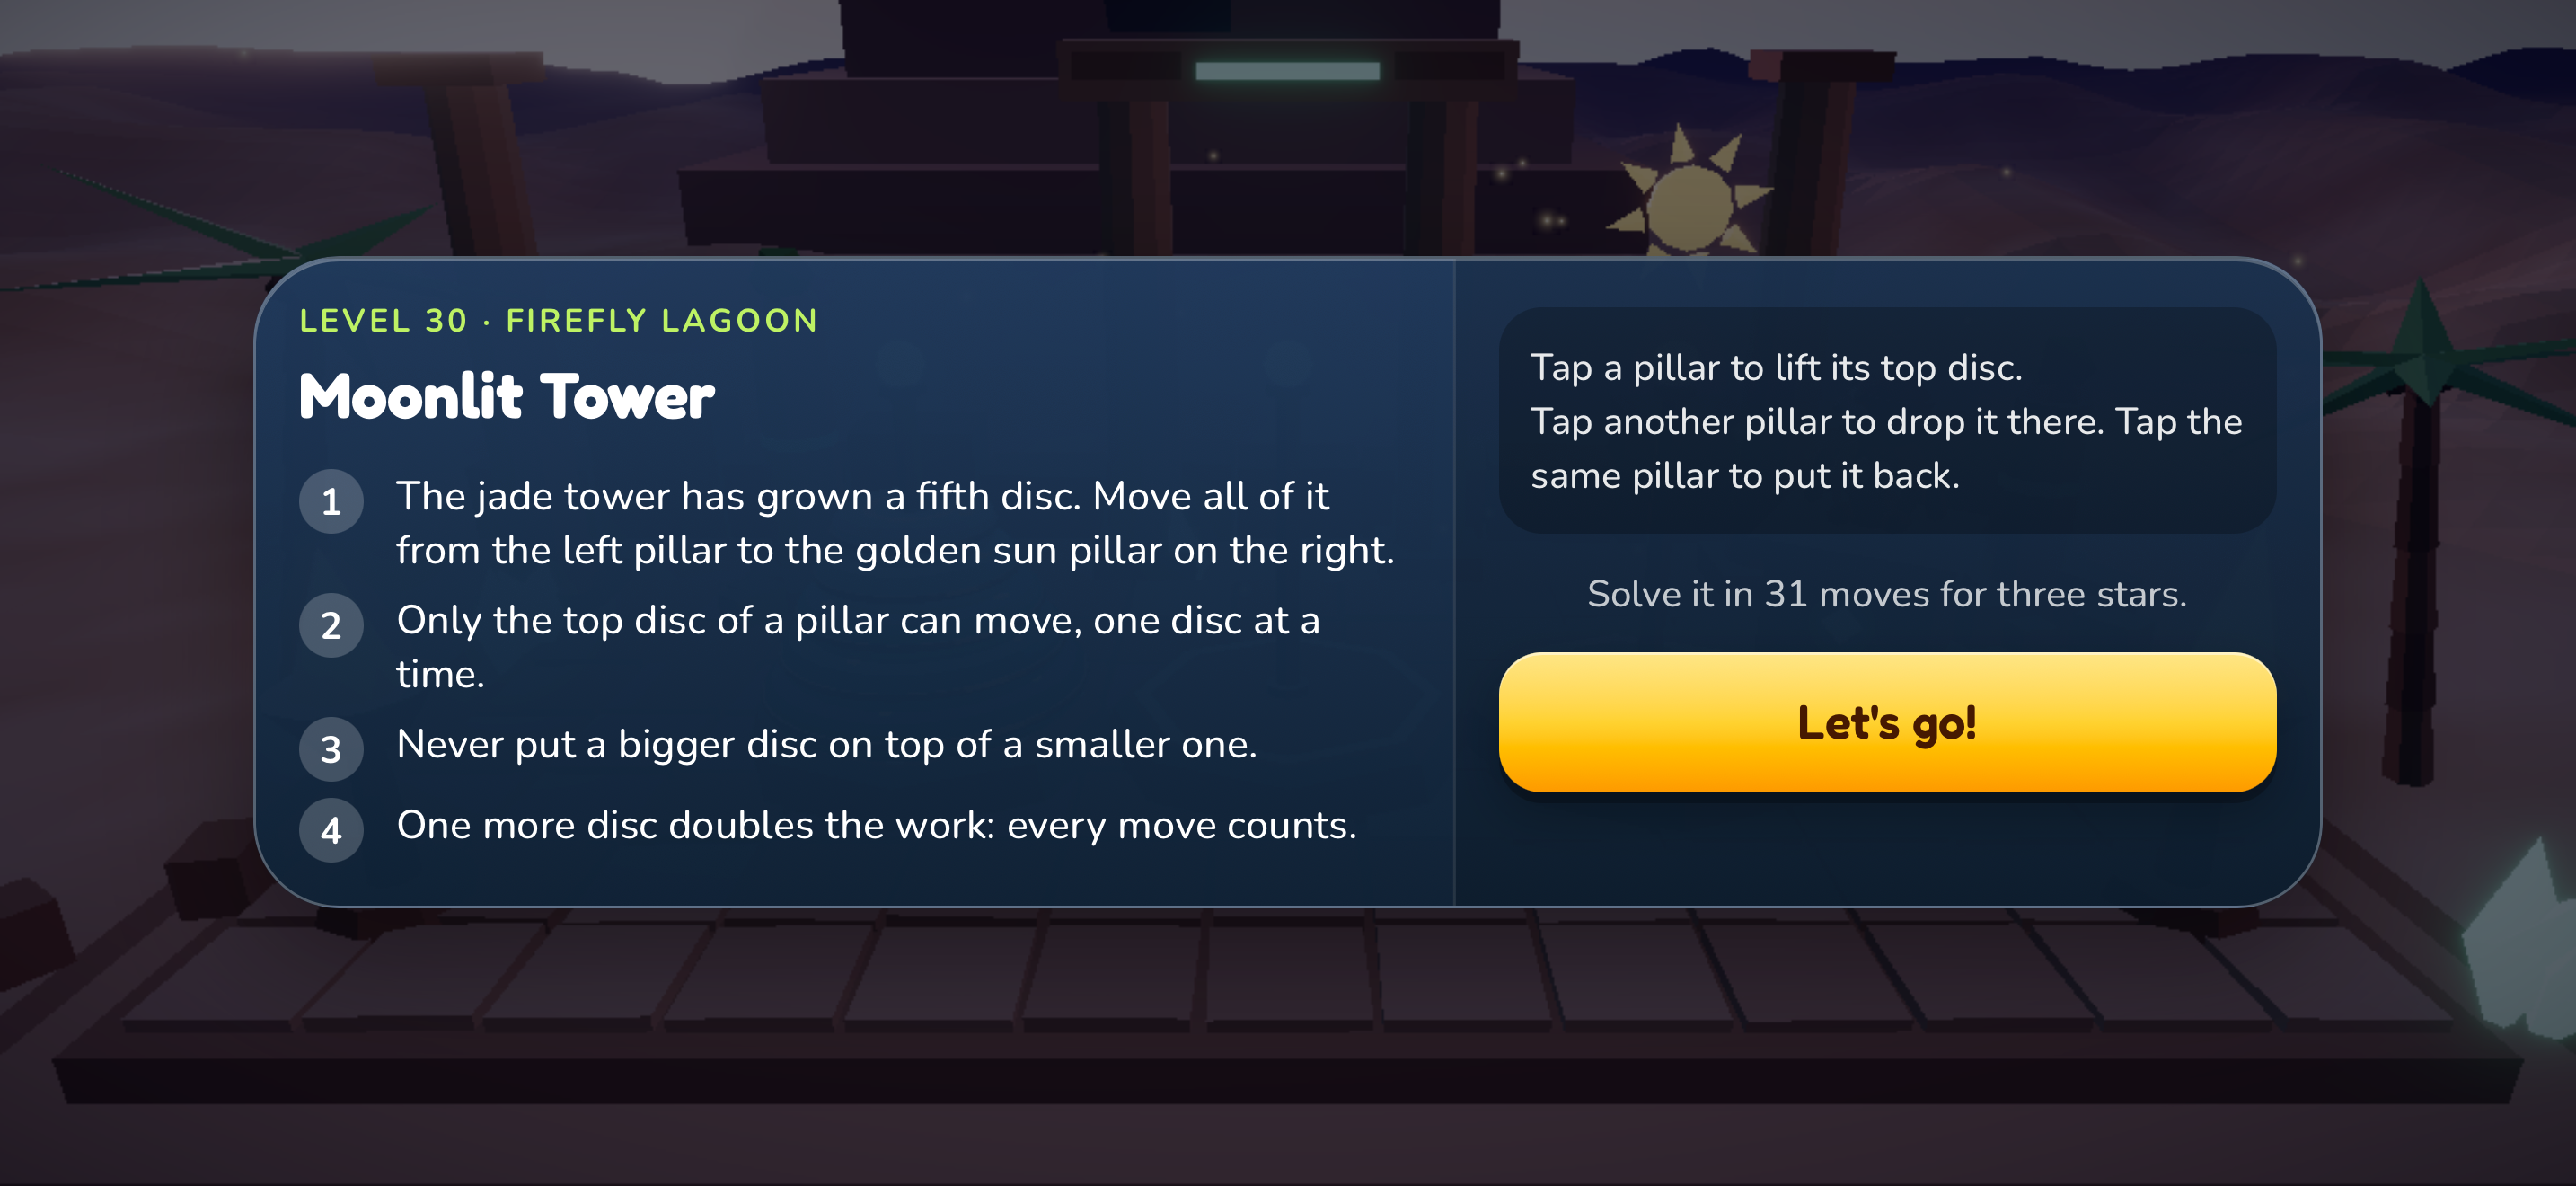 LEVEL 30 · FIREFLY LAGOON
Moonlit Tower
1 The jade tower has grown a fifth disc. Move all of it
from the left pillar to the golden sun pillar on the right.
2 Only the top disc of a pillar can move, one disc at a
time.
3 Never put a bigger disc on top of a smaller one.
4 One more disc doubles the work: every move counts.
Tap a pillar to lift its top disc.
Tap another pillar to drop it there. Tap the
same pillar to put it back.
Solve it in 31 moves for three stars.
Let's go!